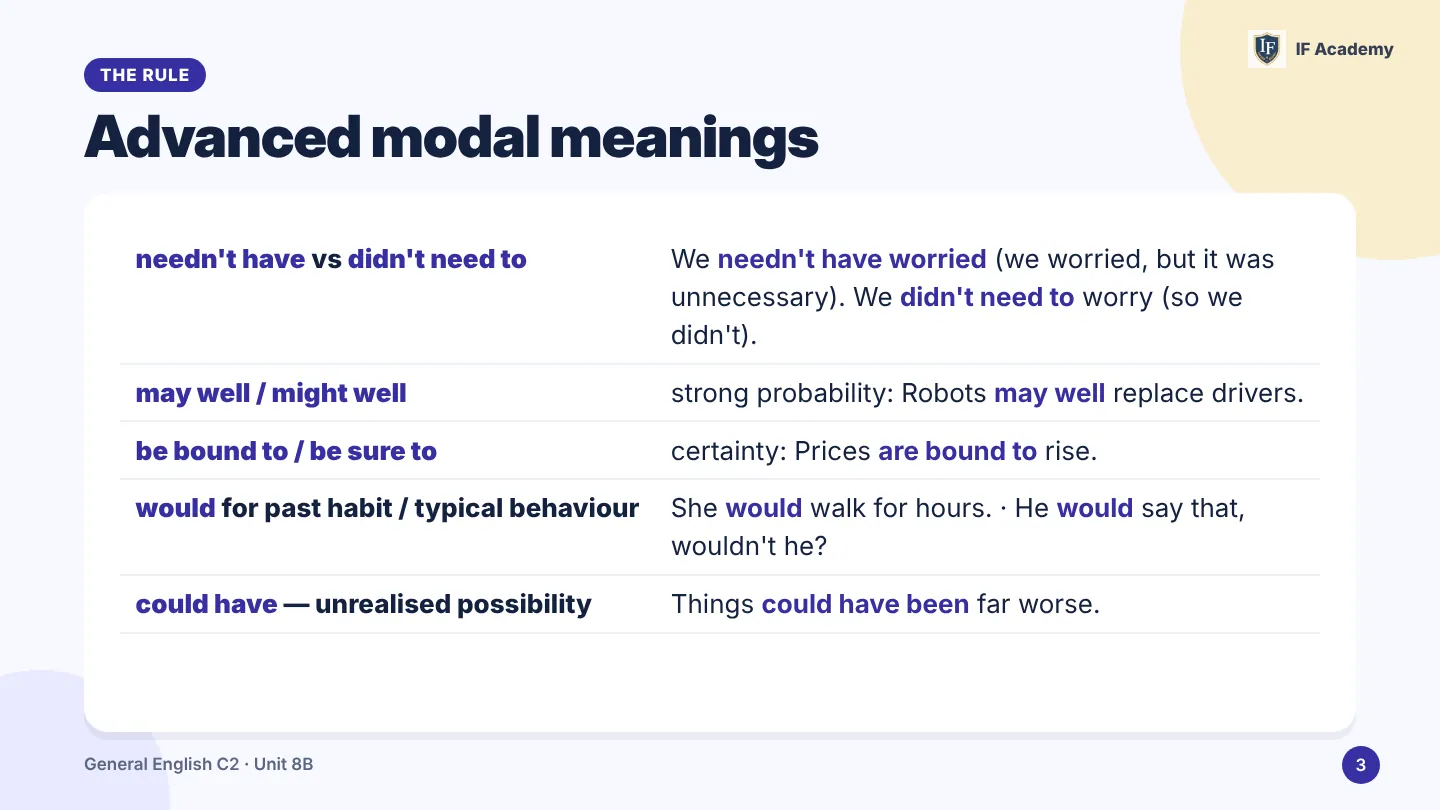 IF
IF Academy
THE RULE
Advanced modal meanings
needn't have vs didn't need to
We needn't have worried (we worried, but it was
unnecessary). We didn't need to worry (so we
didn't).
may well / might well
strong probability: Robots may well replace drivers.
be bound to / be sure to
certainty: Prices are bound to rise.
would for past habit / typical behaviour
She would walk for hours. · He would say that,
wouldn't he?
could have — unrealised possibility
Things could have been far worse.
General English C2 · Unit 8B
3